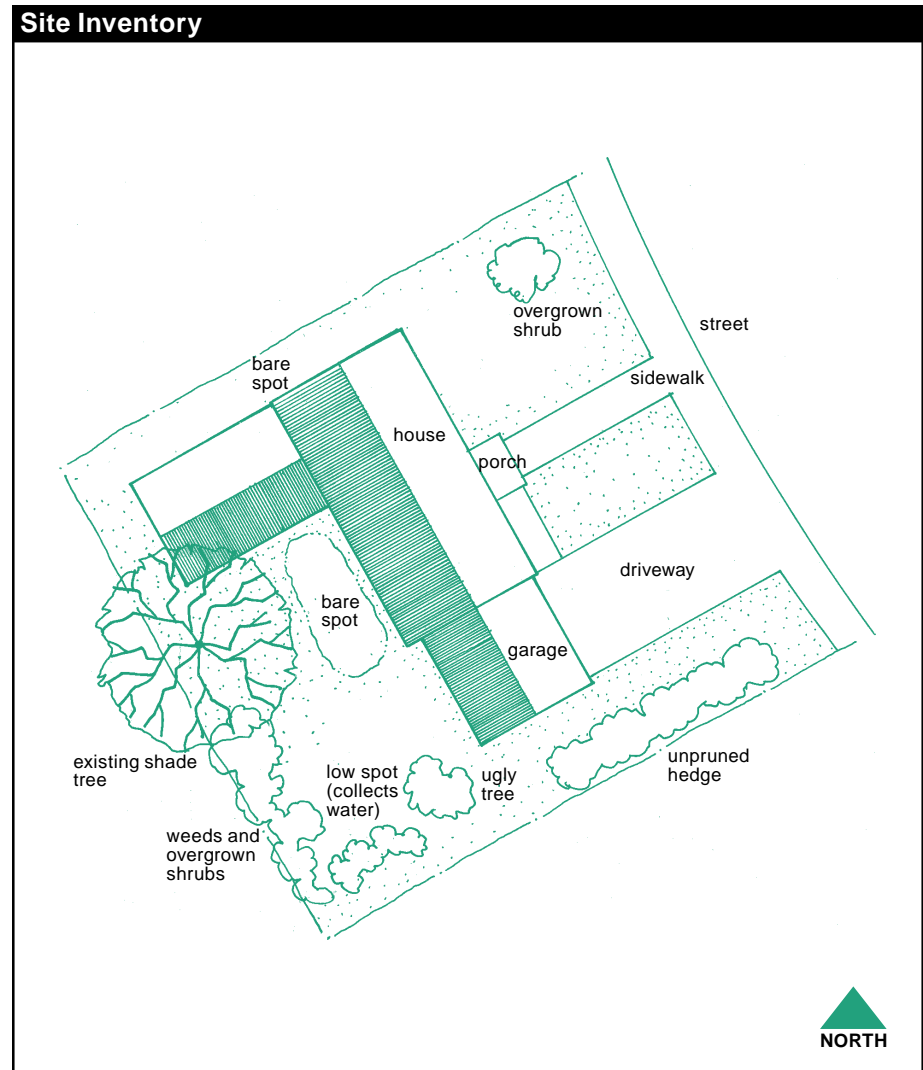 Site Inventory
overgrown
shrub
street
bare
spot
sidewalk
house
porch
driveway
bare
spot
garage
existing shade
tree
low spot
(collects
water)
ugly
tree
unpruned
hedge
weeds and
overgrown
shrubs
NORTH